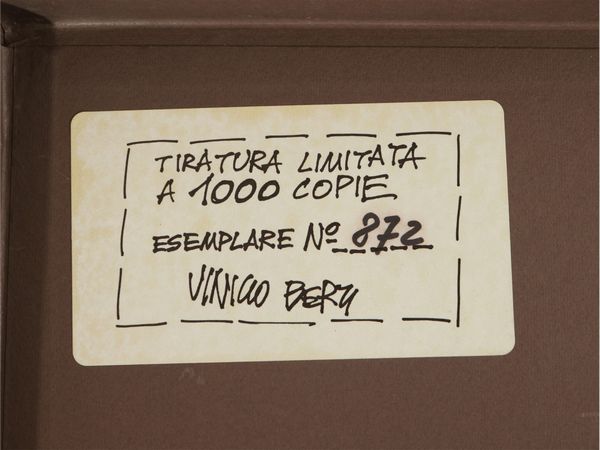 TIRATURA LIMITATA
A 1000 COPIE
ESEMPLARE Nº 872
VINICIO BERTI